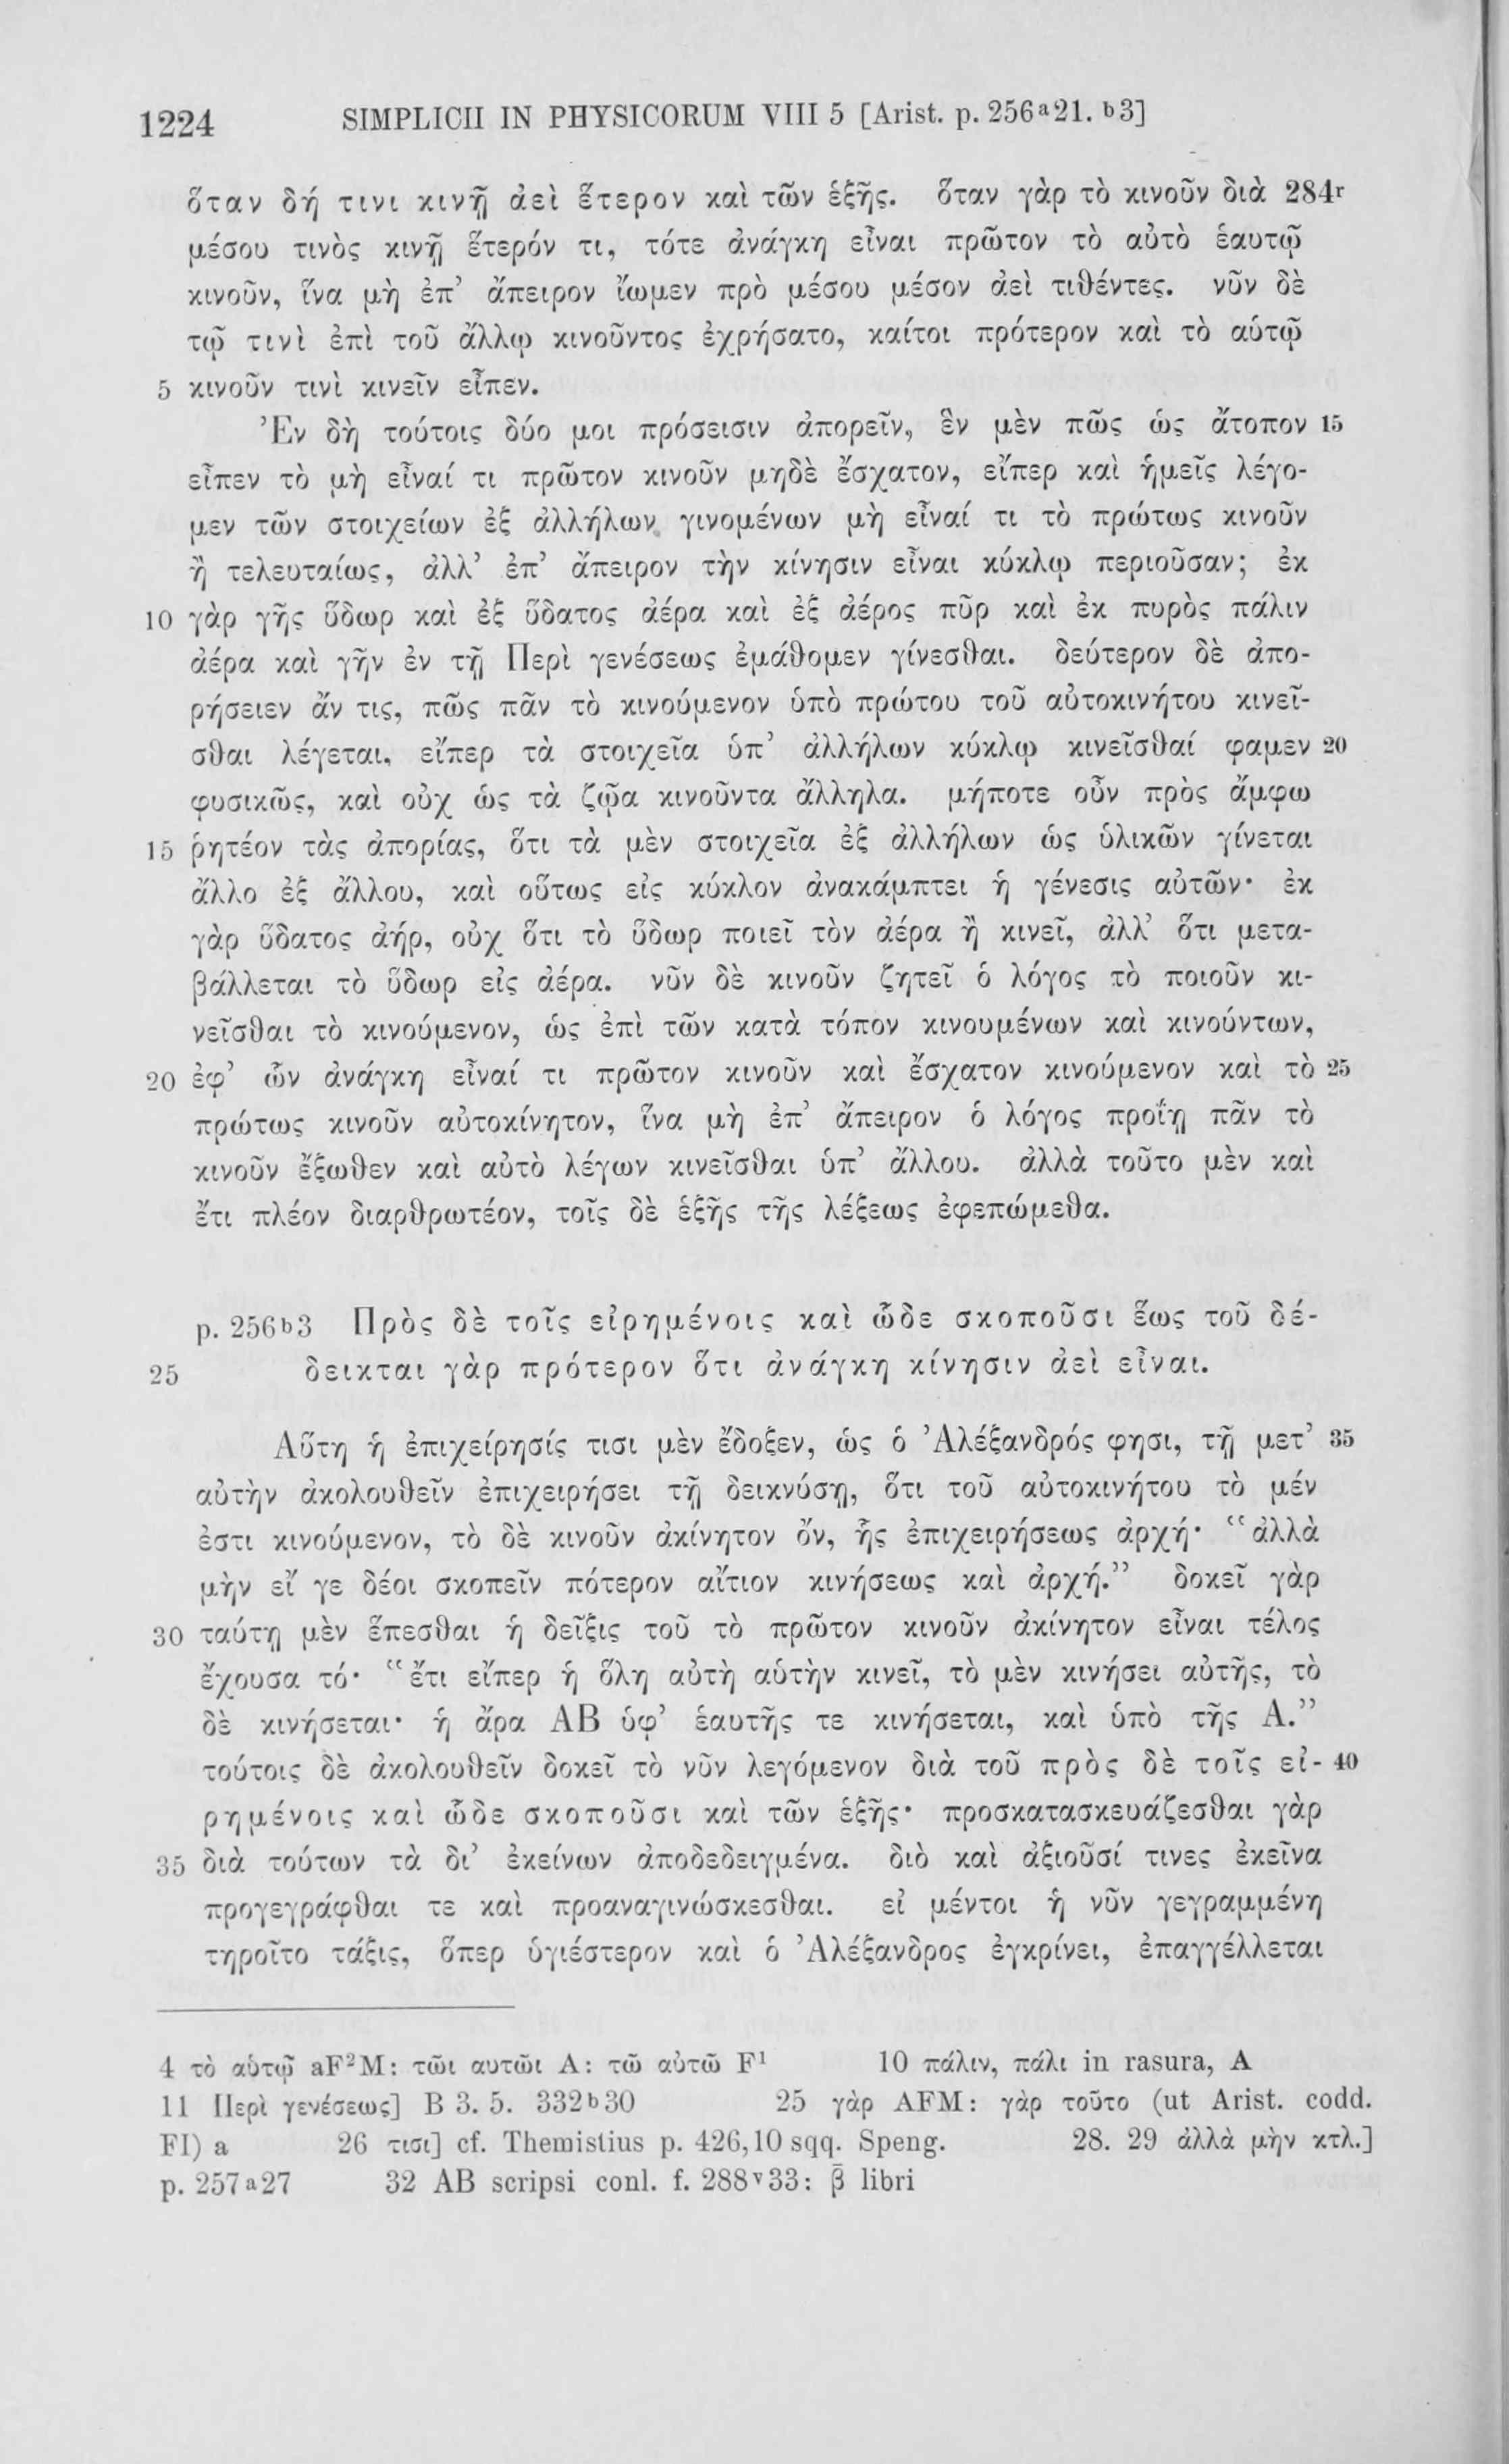 1224 SIMPLICII IN PHYSICORUM VIII 5 [Arist. p. 256a21. b3]
ὅταν δή τινι κινῇ ἀεὶ ἕτερον καὶ τῶν ἑξῆς. ὅταν γὰρ τὸ κινοῦν διὰ 284r
μέσου τινὸς κινῇ ἕτερόν τι, τότε ἀνάγκη εἶναι πρῶτον τὸ αὐτὸ ἑαυτῷ
κινοῦν, ἵνα μὴ ἐπ’ ἄπειρον ἴωμεν πρὸ μέσου μέσον ἀεὶ τιθέντες. νῦν δὲ
τῷ τινὶ ἐπὶ τοῦ ἄλλῳ κινοῦντος ἐχρήσατο, καίτοι πρότερον καὶ τὸ αὑτῷ
5 κινοῦν τινὶ κινεῖν εἶπεν.
Ἐν δὴ τούτοις δύο μοι πρόσεισιν ἀπορεῖν, ἓν μὲν πῶς ὡς ἄτοπον 15
εἶπεν τὸ μὴ εἶναί τι πρῶτον κινοῦν μηδὲ ἔσχατον, εἴπερ καὶ ἡμεῖς λέγο-
μεν τῶν στοιχείων ἐξ ἀλλήλων γινομένων μὴ εἶναί τι τὸ πρώτως κινοῦν
ἢ τελευταίως, ἀλλ’ ἐπ’ ἄπειρον τὴν κίνησιν εἶναι κύκλῳ περιοῦσαν; ἐκ
10 γὰρ γῆς ὕδωρ καὶ ἐξ ὕδατος ἀέρα καὶ ἐξ ἀέρος πῦρ καὶ ἐκ πυρὸς πάλιν
ἀέρα καὶ γῆν ἐν τῇ Περὶ γενέσεως ἐμάθομεν γίνεσθαι. δεύτερον δὲ ἀπο-
ρήσειεν ἄν τις, πῶς πᾶν τὸ κινούμενον ὑπὸ πρώτου τοῦ αὐτοκινήτου κινεῖ-
σθαι λέγεται, εἴπερ τὰ στοιχεῖα ὑπ’ ἀλλήλων κύκλῳ κινεῖσθαί φαμεν 20
φυσικῶς, καὶ οὐχ ὡς τὰ ζῷα κινοῦντα ἄλληλα. μήποτε οὖν πρὸς ἄμφω
15 ῥητέον τὰς ἀπορίας, ὅτι τὰ μὲν στοιχεῖα ἐξ ἀλλήλων ὡς ὑλικῶν γίνεται
ἄλλο ἐξ ἄλλου, καὶ οὕτως εἰς κύκλον ἀνακάμπτει ἡ γένεσις αὐτῶν· ἐκ
γὰρ ὕδατος ἀήρ, οὐχ ὅτι τὸ ὕδωρ ποιεῖ τὸν ἀέρα ἢ κινεῖ, ἀλλ’ ὅτι μετα-
βάλλεται τὸ ὕδωρ εἰς ἀέρα. νῦν δὲ κινοῦν ζητεῖ ὁ λόγος τὸ ποιοῦν κι-
νεῖσθαι τὸ κινούμενον, ὡς ἐπὶ τῶν κατὰ τόπον κινουμένων καὶ κινούντων,
20 ἐφ’ ὧν ἀνάγκη εἶναί τι πρῶτον κινοῦν καὶ ἔσχατον κινούμενον καὶ τὸ 25
πρώτως κινοῦν αὐτοκίνητον, ἵνα μὴ ἐπ’ ἄπειρον ὁ λόγος προΐῃ πᾶν τὸ
κινοῦν ἔξωθεν καὶ αὐτὸ λέγων κινεῖσθαι ὑπ’ ἄλλου. ἀλλὰ τοῦτο μὲν καὶ
ἔτι πλέον διαρθρωτέον, τοῖς δὲ ἑξῆς τῆς λέξεως ἐφεπώμεθα.
p. 256b3 Πρὸς δὲ τοῖς εἰρημένοις καὶ ὧδε σκοποῦσι ἕως τοῦ δέ-
25 δεικται γὰρ πρότερον ὅτι ἀνάγκη κίνησιν ἀεὶ εἶναι.
Αὕτη ἡ ἐπιχείρησίς τισι μὲν ἔδοξεν, ὡς ὁ Ἀλέξανδρός φησι, τῇ μετ’ 35
αὐτὴν ἀκολουθεῖν ἐπιχειρήσει τῇ δεικνύσῃ, ὅτι τοῦ αὐτοκινήτου τὸ μέν
ἐστι κινούμενον, τὸ δὲ κινοῦν ἀκίνητον ὄν, ἧς ἐπιχειρήσεως ἀρχή· “ἀλλὰ
μὴν εἴ γε δέοι σκοπεῖν πότερον αἴτιον κινήσεως καὶ ἀρχή.” δοκεῖ γὰρ
30 ταύτῃ μὲν ἕπεσθαι ἡ δεῖξις τοῦ τὸ πρῶτον κινοῦν ἀκίνητον εἶναι τέλος
ἔχουσα τό· “ἔτι εἴπερ ἡ ὅλη αὐτὴ αὑτὴν κινεῖ, τὸ μὲν κινήσει αὐτῆς, τὸ
δὲ κινήσεται· ἡ ἄρα ΑΒ ὑφ’ ἑαυτῆς τε κινήσεται, καὶ ὑπὸ τῆς Α.”
τούτοις δὲ ἀκολουθεῖν δοκεῖ τὸ νῦν λεγόμενον διὰ τοῦ πρὸς δὲ τοῖς εἰ- 40
ρημένοις καὶ ὧδε σκοποῦσι καὶ τῶν ἑξῆς· προσκατασκευάζεσθαι γὰρ
35 διὰ τούτων τὰ δι’ ἐκείνων ἀποδεδειγμένα. διὸ καὶ ἀξιοῦσί τινες ἐκεῖνα
προγεγράφθαι τε καὶ προαναγινώσκεσθαι. εἰ μέντοι ἡ νῦν γεγραμμένη
τηροῖτο τάξις, ὅπερ ὑγιέστερον καὶ ὁ Ἀλέξανδρος ἐγκρίνει, ἐπαγγέλλεται
4 τὸ αὑτῷ aF²M: τῶι αυτῶι A: τῶ αὐτῶ F¹ 10 πάλιν, πάλι in rasura, A
11 Περὶ γενέσεως] B 3. 5. 332b30 25 γὰρ AFM: γὰρ τοῦτο (ut Arist. codd.
FI) a 26 τισι] cf. Themistius p. 426,10 sqq. Speng. 28. 29 ἀλλὰ μὴν κτλ.]
p. 257a27 32 AB scripsi conl. f. 288v33: β̄ libri